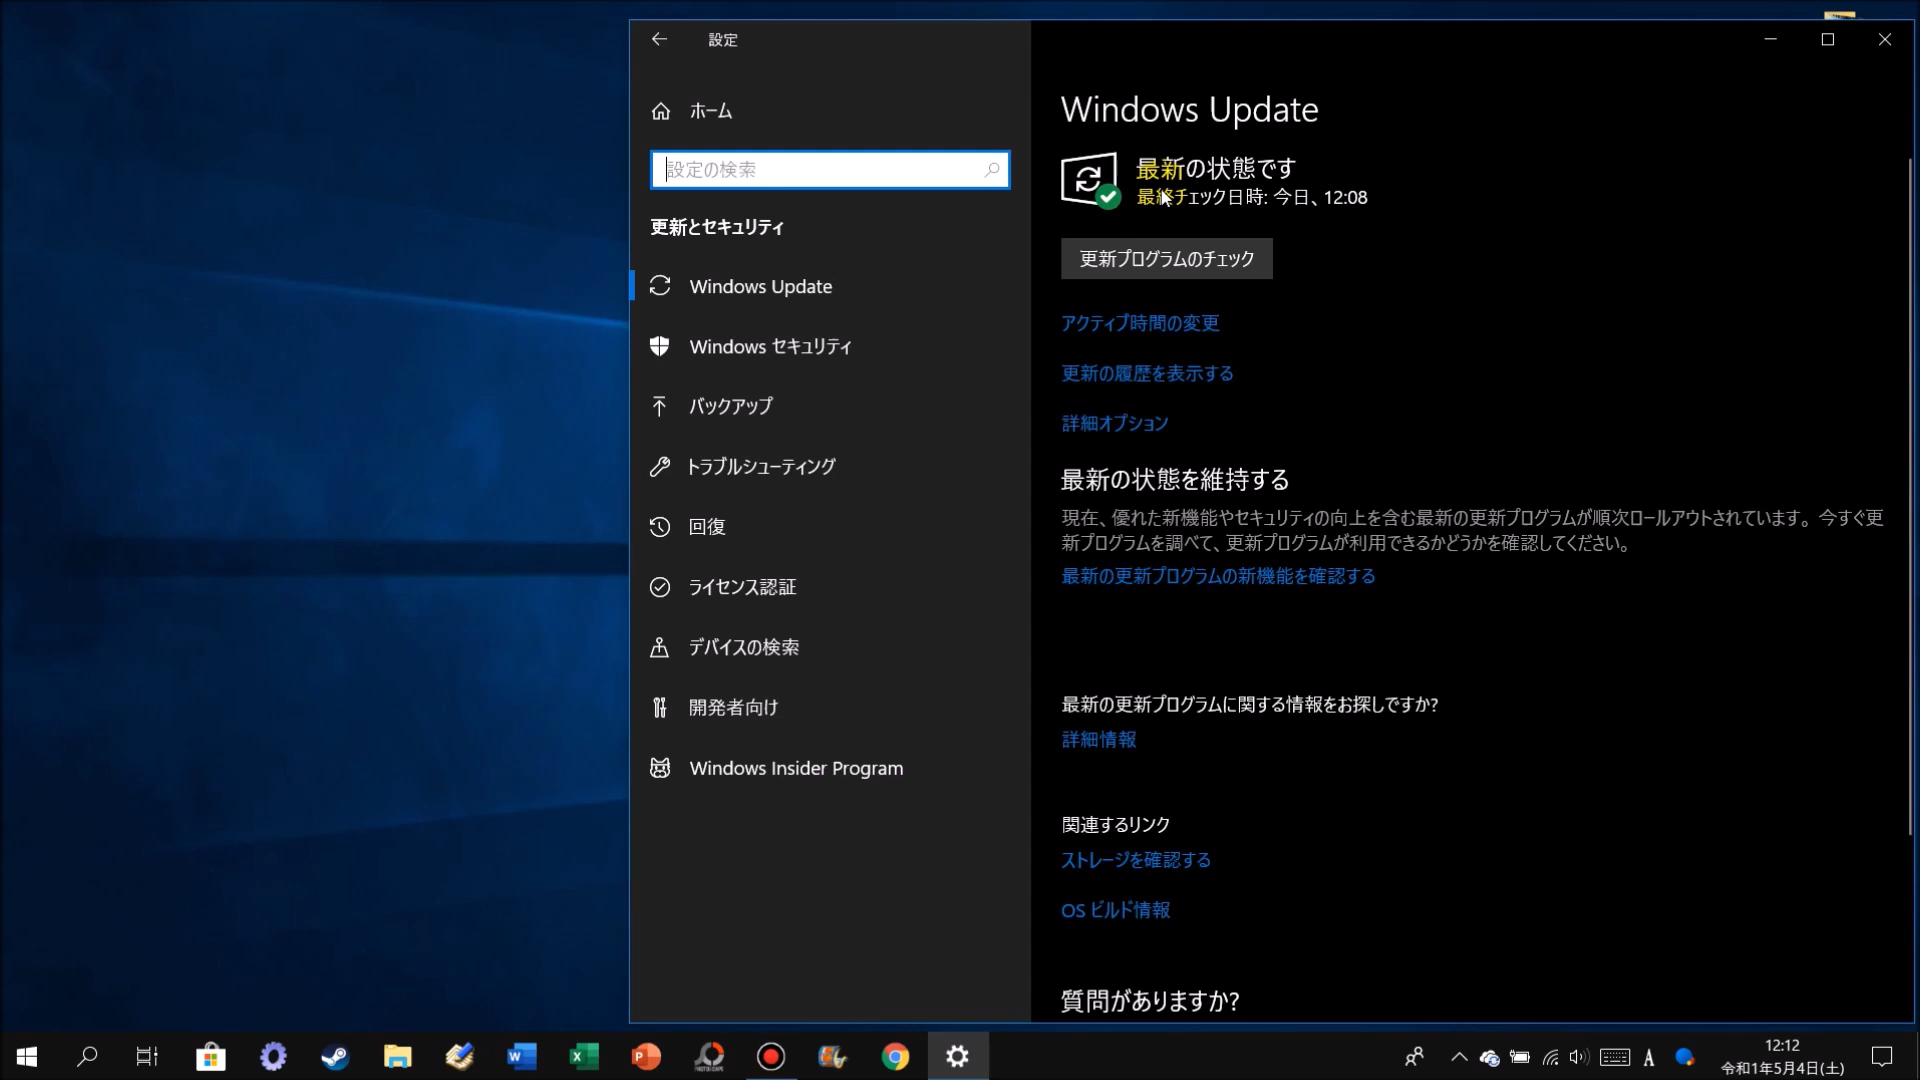 設定
ホーム
設定の検索
更新とセキュリティ
Windows Update
Windows セキュリティ
バックアップ
トラブルシューティング
回復
ライセンス認証
デバイスの検索
開発者向け
Windows Insider Program
Windows Update
最新の状態です
最終チェック日時: 今日、12:08
更新プログラムのチェック
アクティブ時間の変更
更新の履歴を表示する
詳細オプション
最新の状態を維持する
現在、優れた新機能やセキュリティの向上を含む最新の更新プログラムが順次ロールアウトされています。今すぐ更
新プログラムを調べて、更新プログラムが利用できるかどうかを確認してください。
最新の更新プログラムの新機能を確認する
最新の更新プログラムに関する情報をお探しですか?
詳細情報
関連するリンク
ストレージを確認する
OS ビルド情報
質問がありますか?
A
12:12
令和1年5月4日(土)